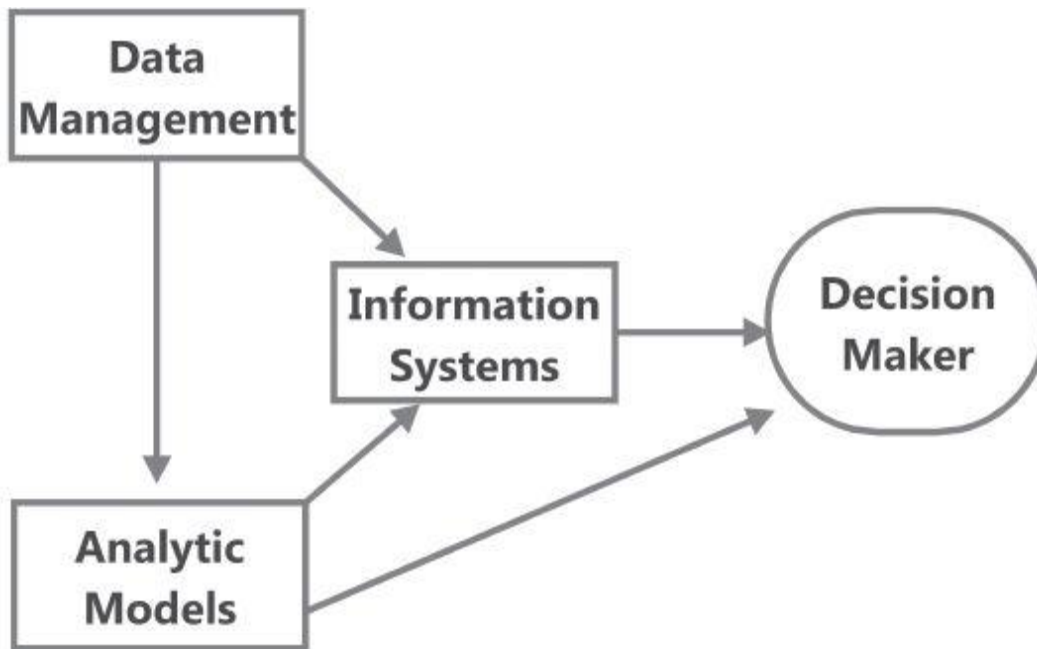 Data
Management
Information
Systems
Decision
Maker
Analytic
Models